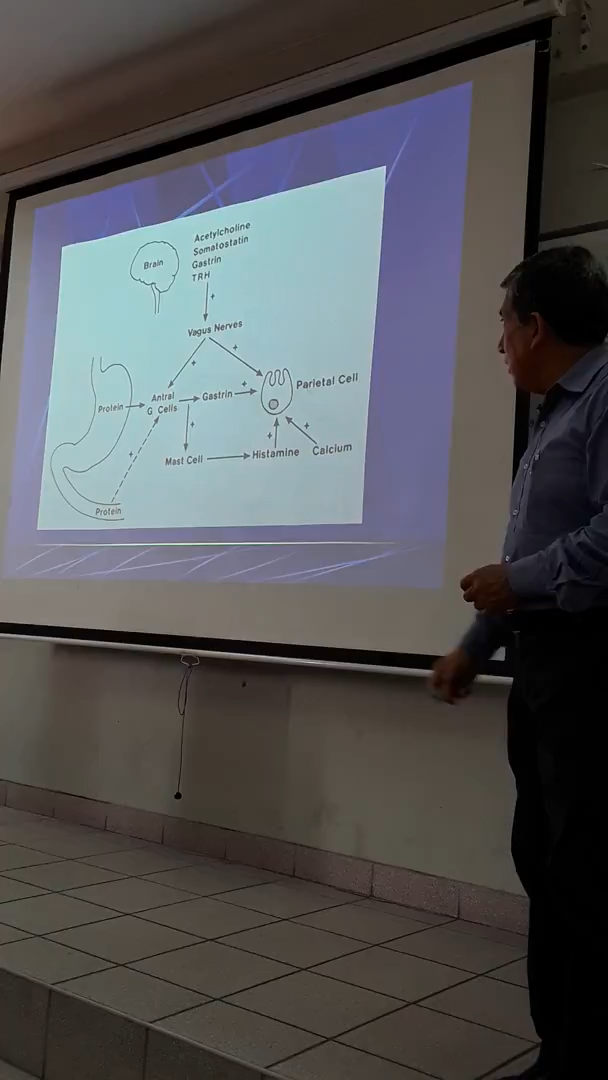 Brain
Acetylcholine
Somatostatin
Gastrin
TRH
+
Vagus Nerves
+
+
Protein
Antral
G Cells
Gastrin
+
Parietal Cell
+
+
+
+
Mast Cell
Histamine
Calcium
Protein